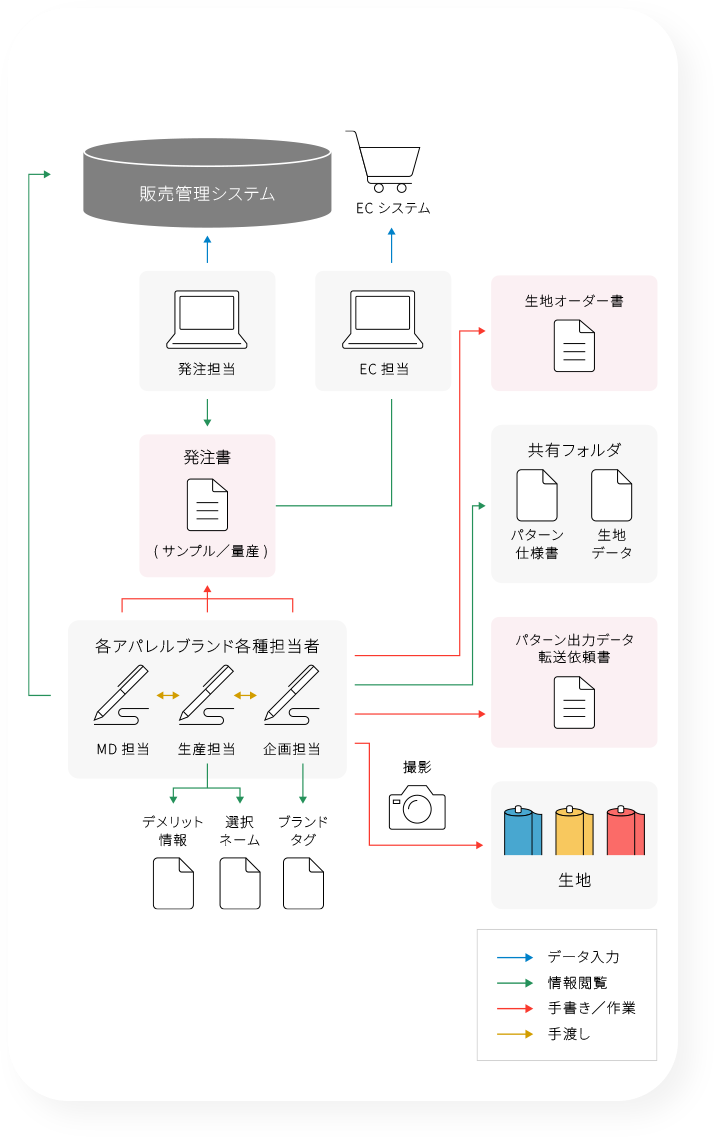 販売管理システム
EC システム
発注担当
EC 担当
生地オーダー書
発注書
(サンプル／量産)
共有フォルダ
パターン
仕様書
生地
データ
各アパレルブランド各種担当者
MD 担当
生産担当
企画担当
パターン出力データ
転送依頼書
撮影
デメリット
情報
選択
ネーム
ブランド
タグ
生地
データ入力
情報閲覧
手書き／作業
手渡し